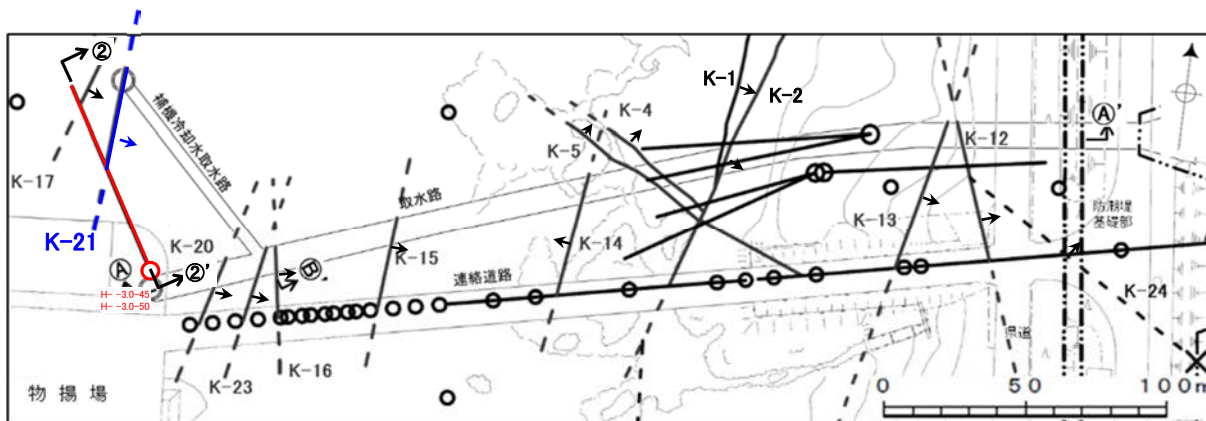 ②'
K-17
補機冷却水取水路
K-21
K-20
Ⓐ
②'
H- -3.0-45
H- -3.0-50
Ⓑ'
K-23
K-16
K-15
取水路
連絡道路
K-14
K-5
K-4
K-1
K-2
K-12
K-13
Ⓐ'
防潮堤
基礎部
県道
K-24
物揚場
0 50 100m